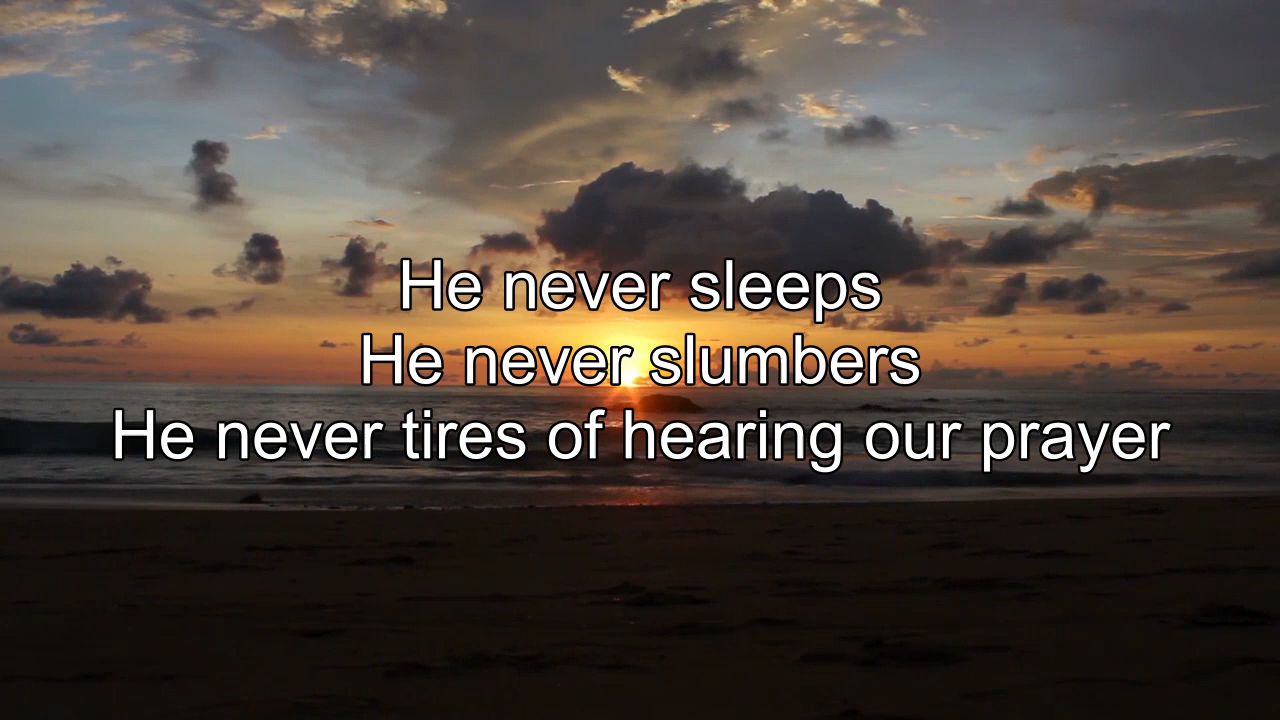 He never sleeps
He never slumbers
He never tires of hearing our prayer